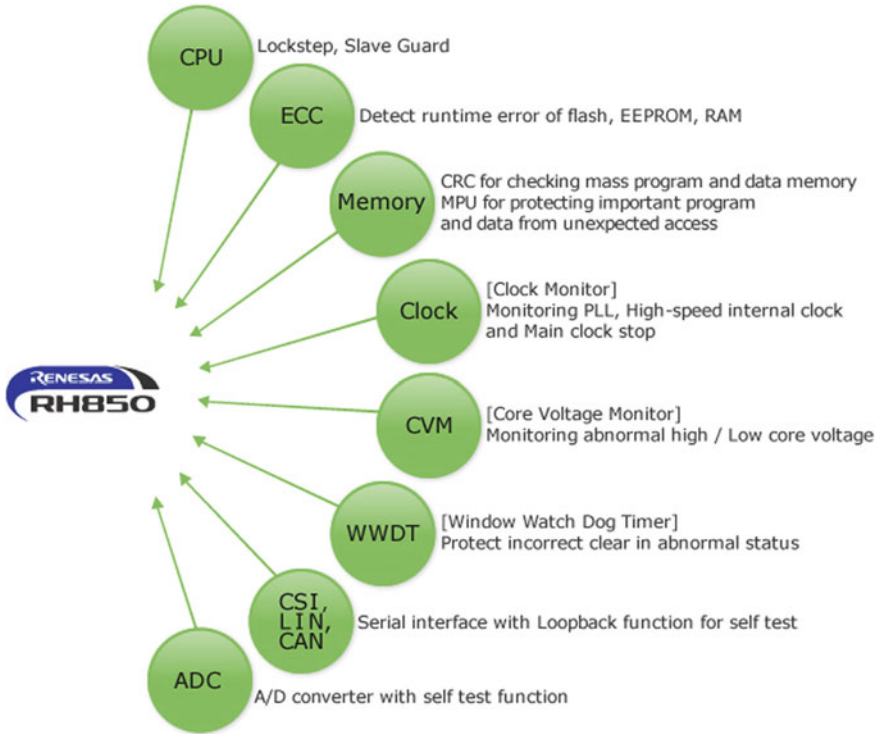 CPU
Lockstep, Slave Guard
ECC
Detect runtime error of flash, EEPROM, RAM
Memory
CRC for checking mass program and data memory
MPU for protecting important program
and data from unexpected access
Clock
[Clock Monitor]
Monitoring PLL, High-speed internal clock
and Main clock stop
RENESAS
RH850
CVM
[Core Voltage Monitor]
Monitoring abnormal high / Low core voltage
WWDT
[Window Watch Dog Timer]
Protect incorrect clear in abnormal status
CSI,
LIN,
CAN
Serial interface with Loopback function for self test
ADC
A/D converter with self test function